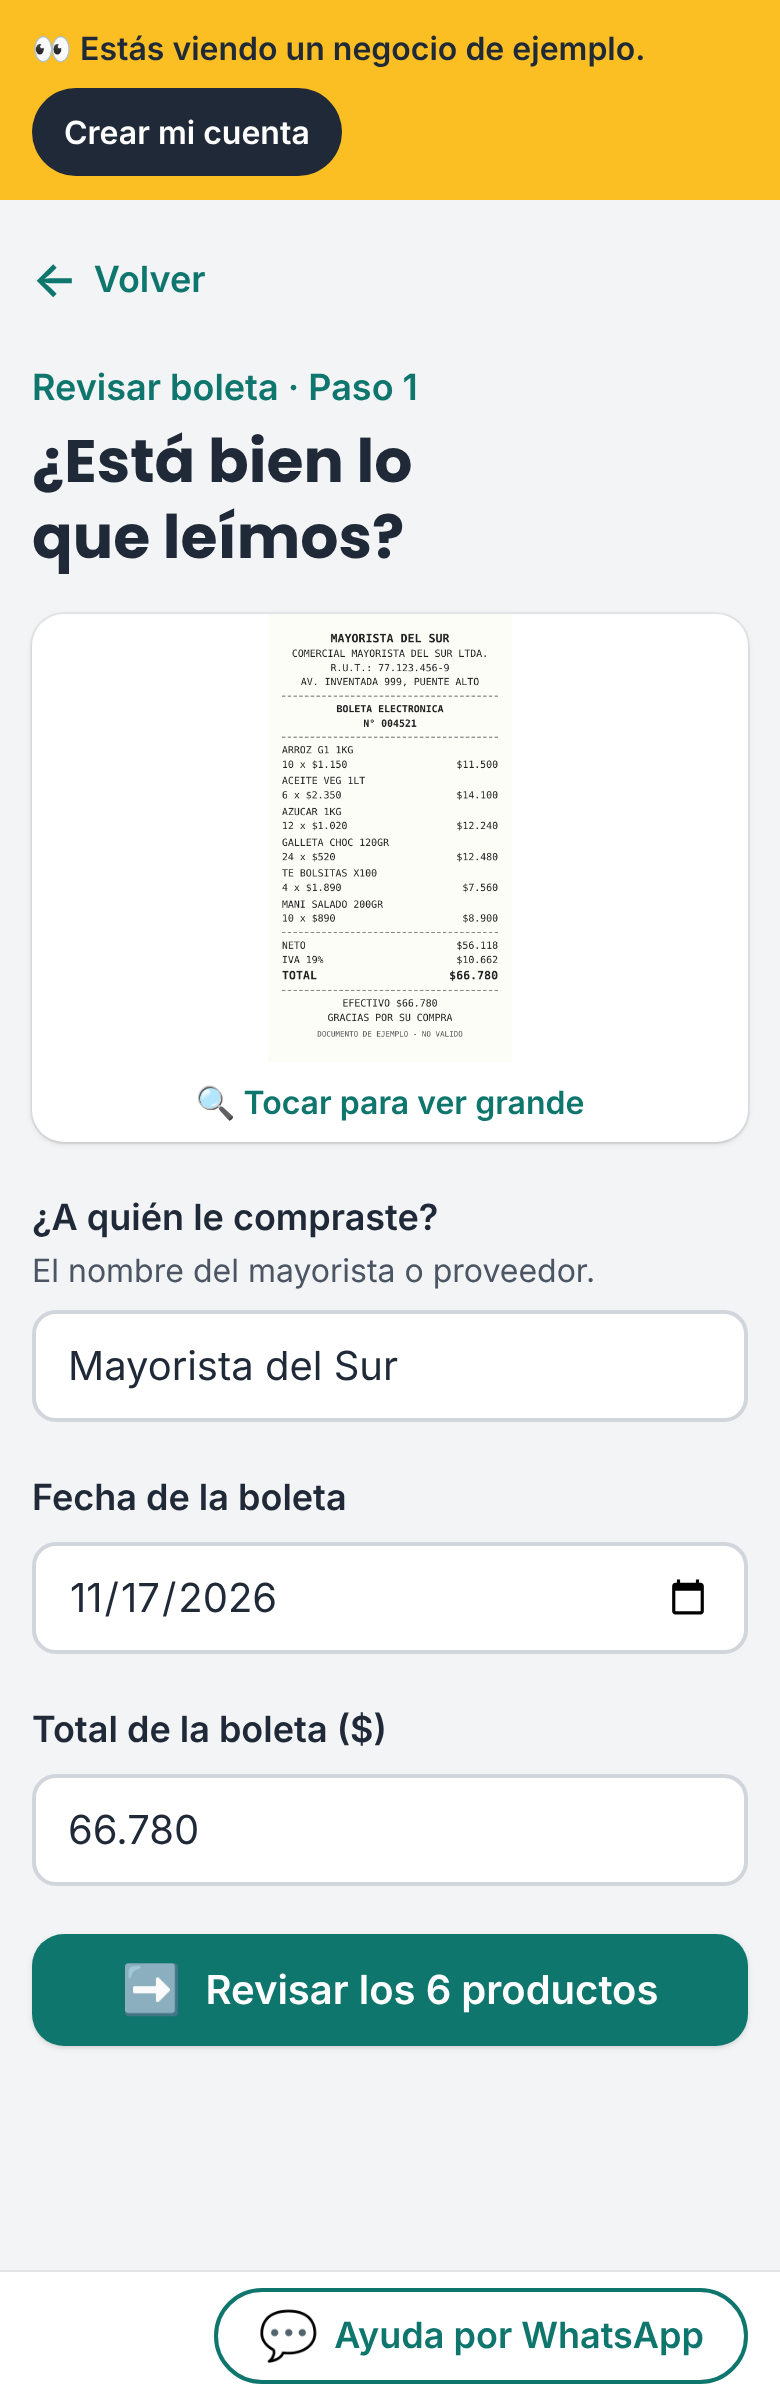 👀 Estás viendo un negocio de ejemplo.
Crear mi cuenta
← Volver
Revisar boleta · Paso 1
¿Está bien lo
que leímos?
MAYORISTA DEL SUR
COMERCIAL MAYORISTA DEL SUR LTDA.
R.U.T.: 77.123.456-9
AV. INVENTADA 999, PUENTE ALTO
BOLETA ELECTRONICA
N° 004521
ARROZ G1 1KG
10 x $1.150 $11.500
ACEITE VEG 1LT
6 x $2.350 $14.100
AZUCAR 1KG
12 x $1.020 $12.240
GALLETA CHOC 120GR
24 x $520 $12.480
TE BOLSITAS X100
4 x $1.890 $7.560
MANI SALADO 200GR
10 x $890 $8.900
NETO $56.118
IVA 19% $10.662
TOTAL $66.780
EFECTIVO $66.780
GRACIAS POR SU COMPRA
DOCUMENTO DE EJEMPLO - NO VALIDO
🔍 Tocar para ver grande
¿A quién le compraste?
El nombre del mayorista o proveedor.
Mayorista del Sur
Fecha de la boleta
11/17/2026
Total de la boleta ($)
66.780
➡️ Revisar los 6 productos
💬 Ayuda por WhatsApp